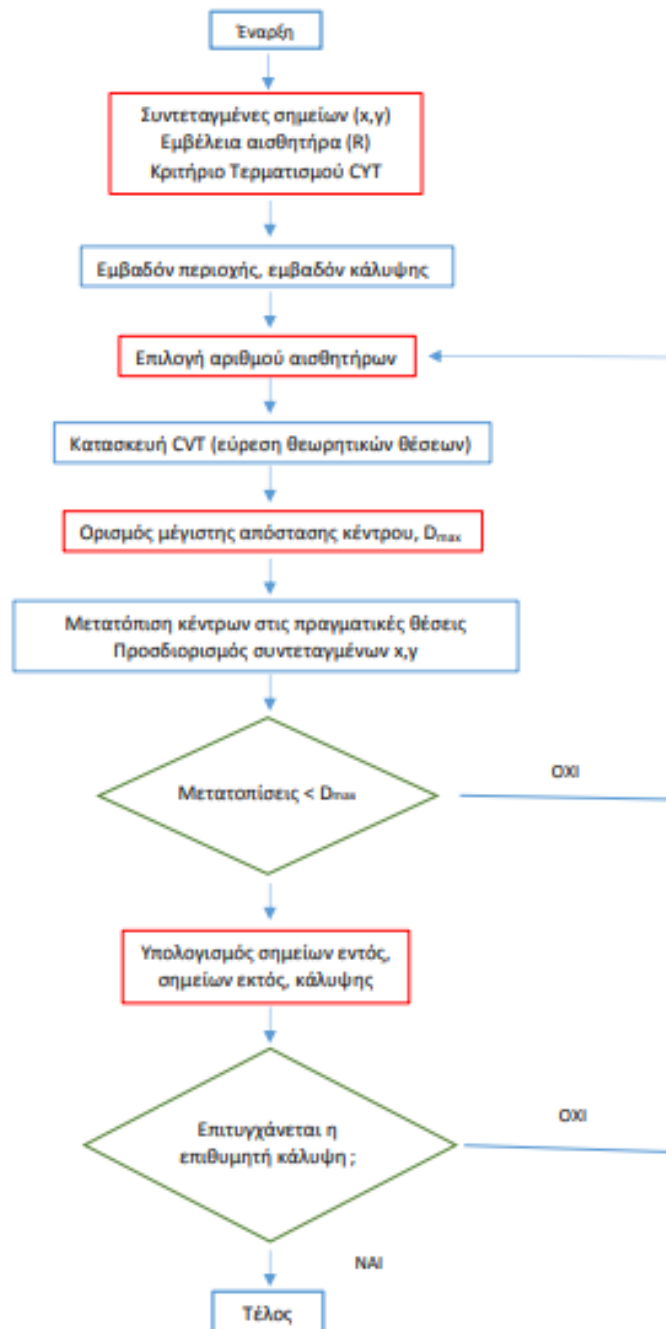 Έναρξη
Συντεταγμένες σημείων (x,y)
Εμβέλεια αισθητήρα (R)
Κριτήριο Τερματισμού CYT
Εμβαδόν περιοχής, εμβαδόν κάλυψης
Επιλογή αριθμού αισθητήρων
Κατασκευή CVT (εύρεση θεωρητικών θέσεων)
Ορισμός μέγιστης απόστασης κέντρου, Dmax
Μετατόπιση κέντρων στις πραγματικές θέσεις
Προσδιορισμός συντεταγμένων x,y
Μετατοπίσεις < Dmax
ΟΧΙ
Υπολογισμός σημείων εντός,
σημείων εκτός, κάλυψης
Επιτυγχάνεται η
επιθυμητή κάλυψη ;
ΟΧΙ
ΝΑΙ
Τέλος